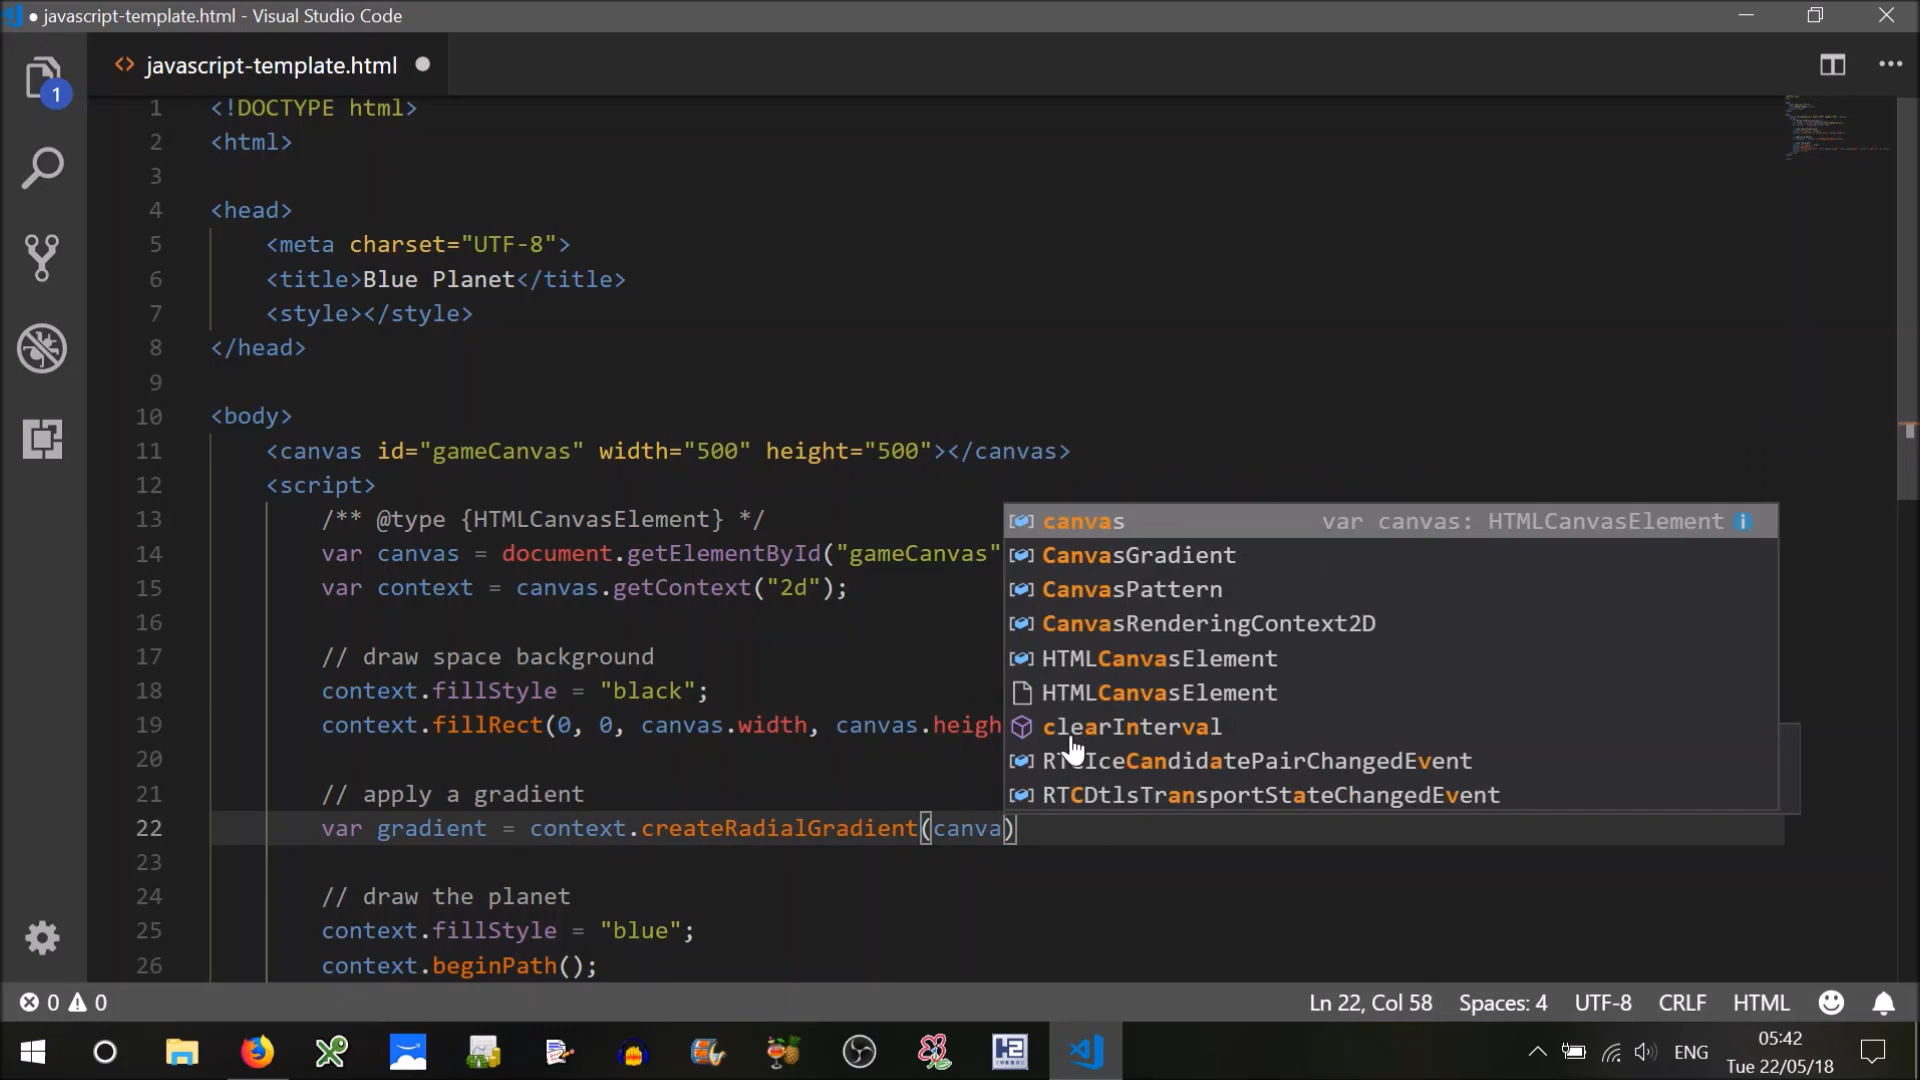 javascript-template.html - Visual Studio Code
javascript-template.html
1
1 <!DOCTYPE html>
2 <html>
3
4 <head>
5 <meta charset="UTF-8">
6 <title>Blue Planet</title>
7 <style></style>
8 </head>
9
10 <body>
11 <canvas id="gameCanvas" width="500" height="500"></canvas>
12 <script>
13 /** @type {HTMLCanvasElement} */
14 var canvas = document.getElementById("gameCanvas"
15 var context = canvas.getContext("2d");
16
17 // draw space background
18 context.fillStyle = "black";
19 context.fillRect(0, 0, canvas.width, canvas.heigh
20
21 // apply a gradient
22 var gradient = context.createRadialGradient(canva)
23
24 // draw the planet
25 context.fillStyle = "blue";
26 context.beginPath();
canvas var canvas: HTMLCanvasElement
CanvasGradient
CanvasPattern
CanvasRenderingContext2D
HTMLCanvasElement
HTMLCanvasElement
clearInterval
RTCIceCandidatePairChangedEvent
RTCDtlsTransportStateChangedEvent
0 0 Ln 22, Col 58 Spaces: 4 UTF-8 CRLF HTML
ENG
05:42
Tue 22/05/18